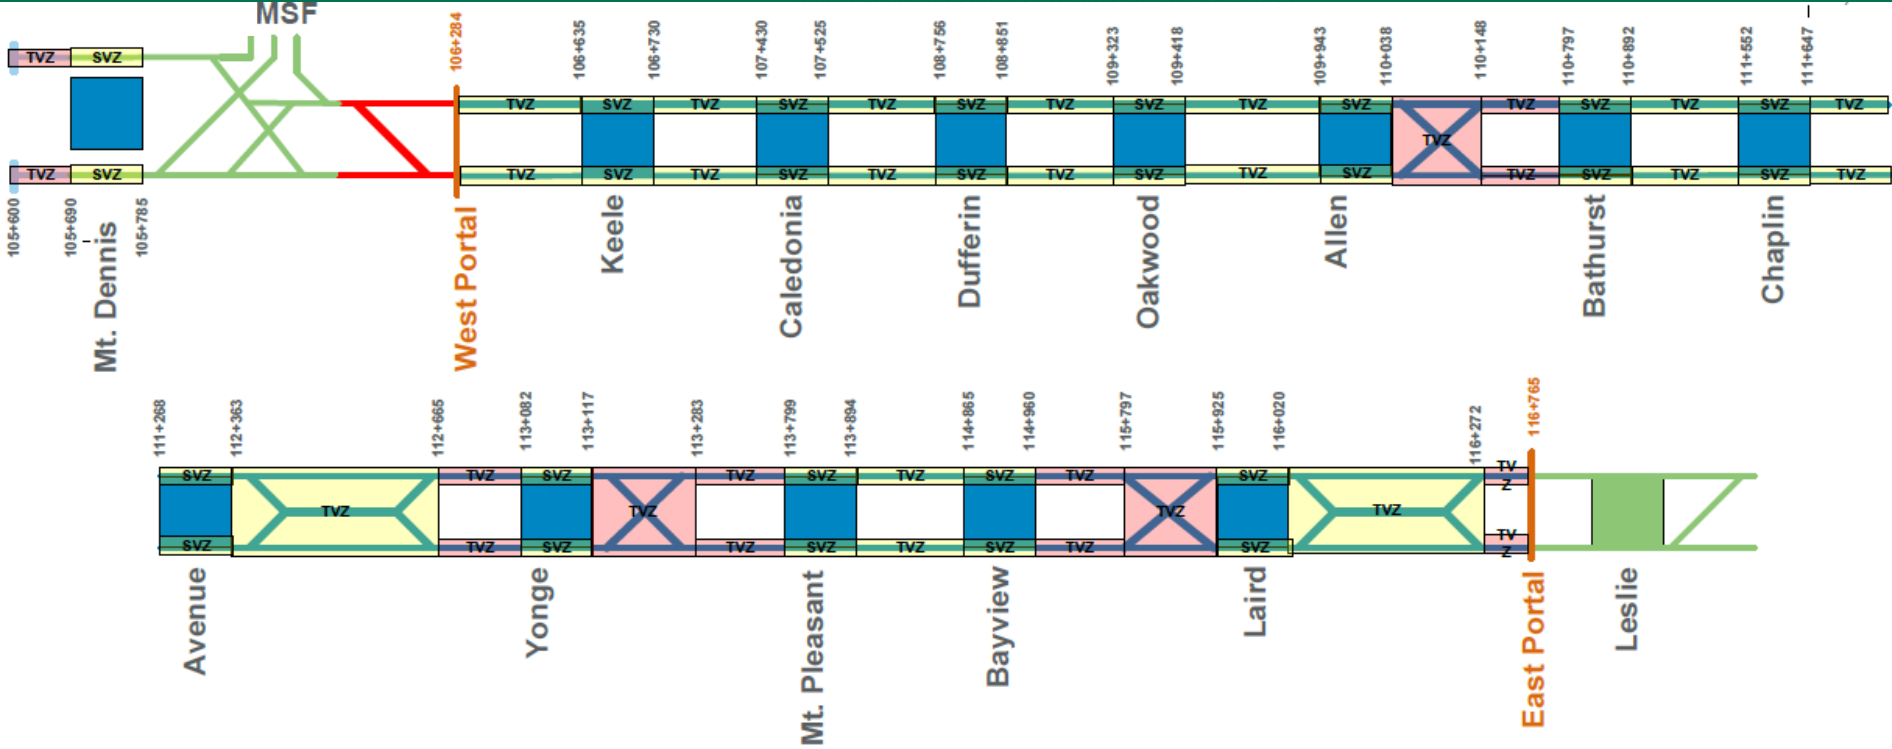 MSF
106+284
106+635
106+730
107+430
107+525
108+756
108+851
109+323
109+418
109+943
110+038
110+148
110+797
110+892
111+552
111+647
TVZ SVZ
TVZ SVZ TVZ SVZ TVZ SVZ TVZ SVZ TVZ SVZ TVZ SVZ TVZ SVZ TVZ
TVZ
TVZ SVZ
TVZ SVZ TVZ SVZ TVZ SVZ TVZ SVZ TVZ SVZ TVZ SVZ TVZ SVZ TVZ
105+600
105+690
105+785
Mt. Dennis
West Portal
Keele
Caledonia
Dufferin
Oakwood
Allen
Bathurst
Chaplin
111+268
112+363
112+665
113+082
113+117
113+283
113+799
113+894
114+865
114+960
115+797
115+925
116+020
116+272
116+765
SVZ TVZ SVZ TVZ SVZ TVZ SVZ TVZ SVZ TV
Z
TVZ TVZ TVZ TVZ
SVZ TVZ SVZ TVZ SVZ TVZ SVZ TVZ SVZ TV
Z
Avenue
Yonge
Mt. Pleasant
Bayview
Laird
East Portal
Leslie